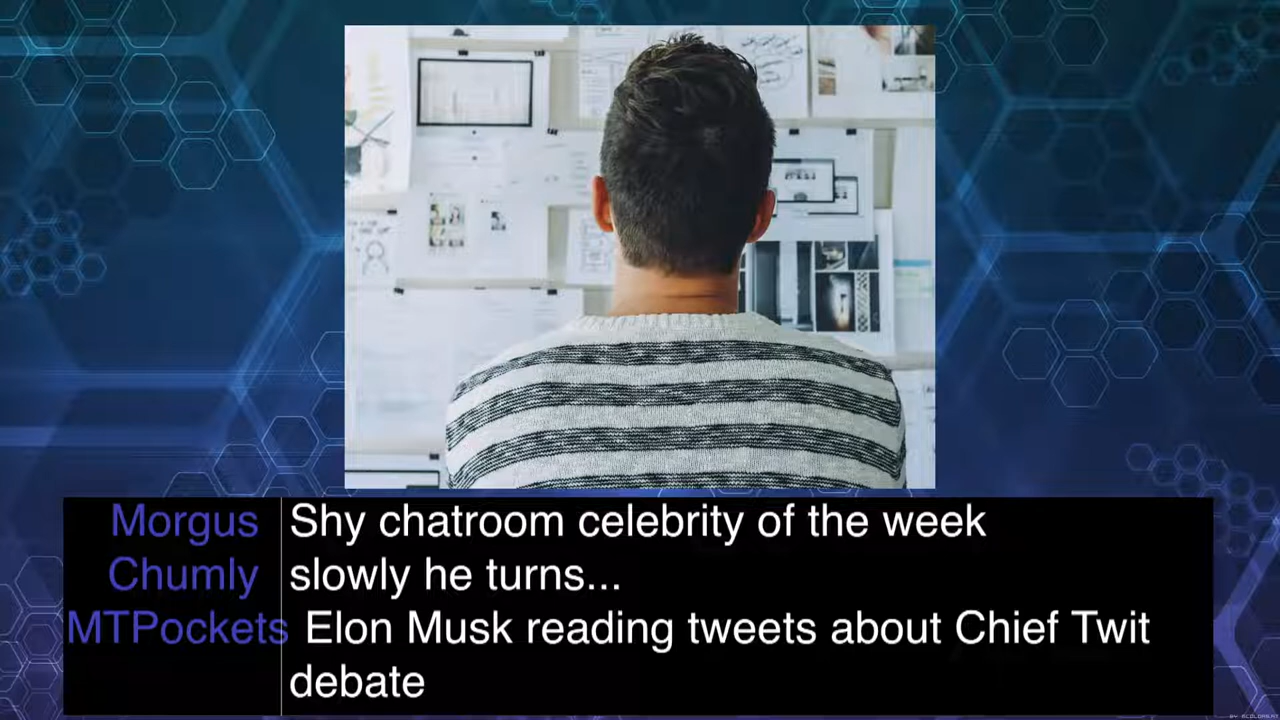 Morgus Shy chatroom celebrity of the week
Chumly slowly he turns...
MTPockets Elon Musk reading tweets about Chief Twit
debate